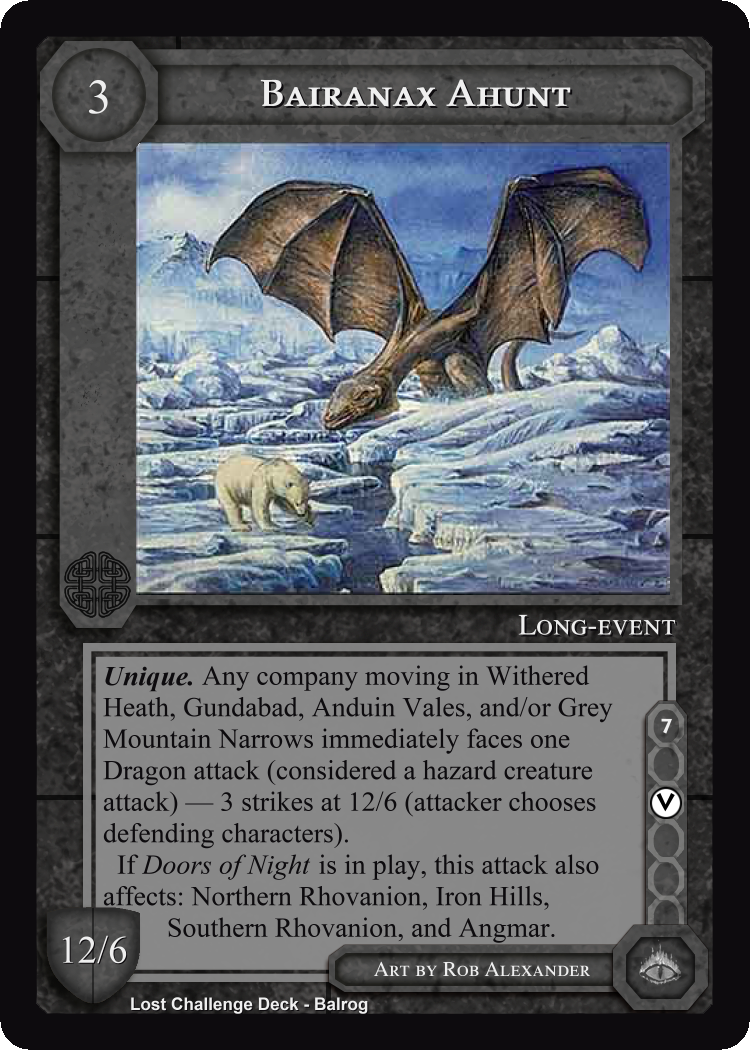 3
BAIRANAX AHUNT
LONG-EVENT
Unique. Any company moving in Withered
Heath, Gundabad, Anduin Vales, and/or Grey
Mountain Narrows immediately faces one
Dragon attack (considered a hazard creature
attack) — 3 strikes at 12/6 (attacker chooses
defending characters).
If Doors of Night is in play, this attack also
affects: Northern Rhovanion, Iron Hills,
Southern Rhovanion, and Angmar.
7
V
12/6
ART BY ROB ALEXANDER
Lost Challenge Deck - Balrog